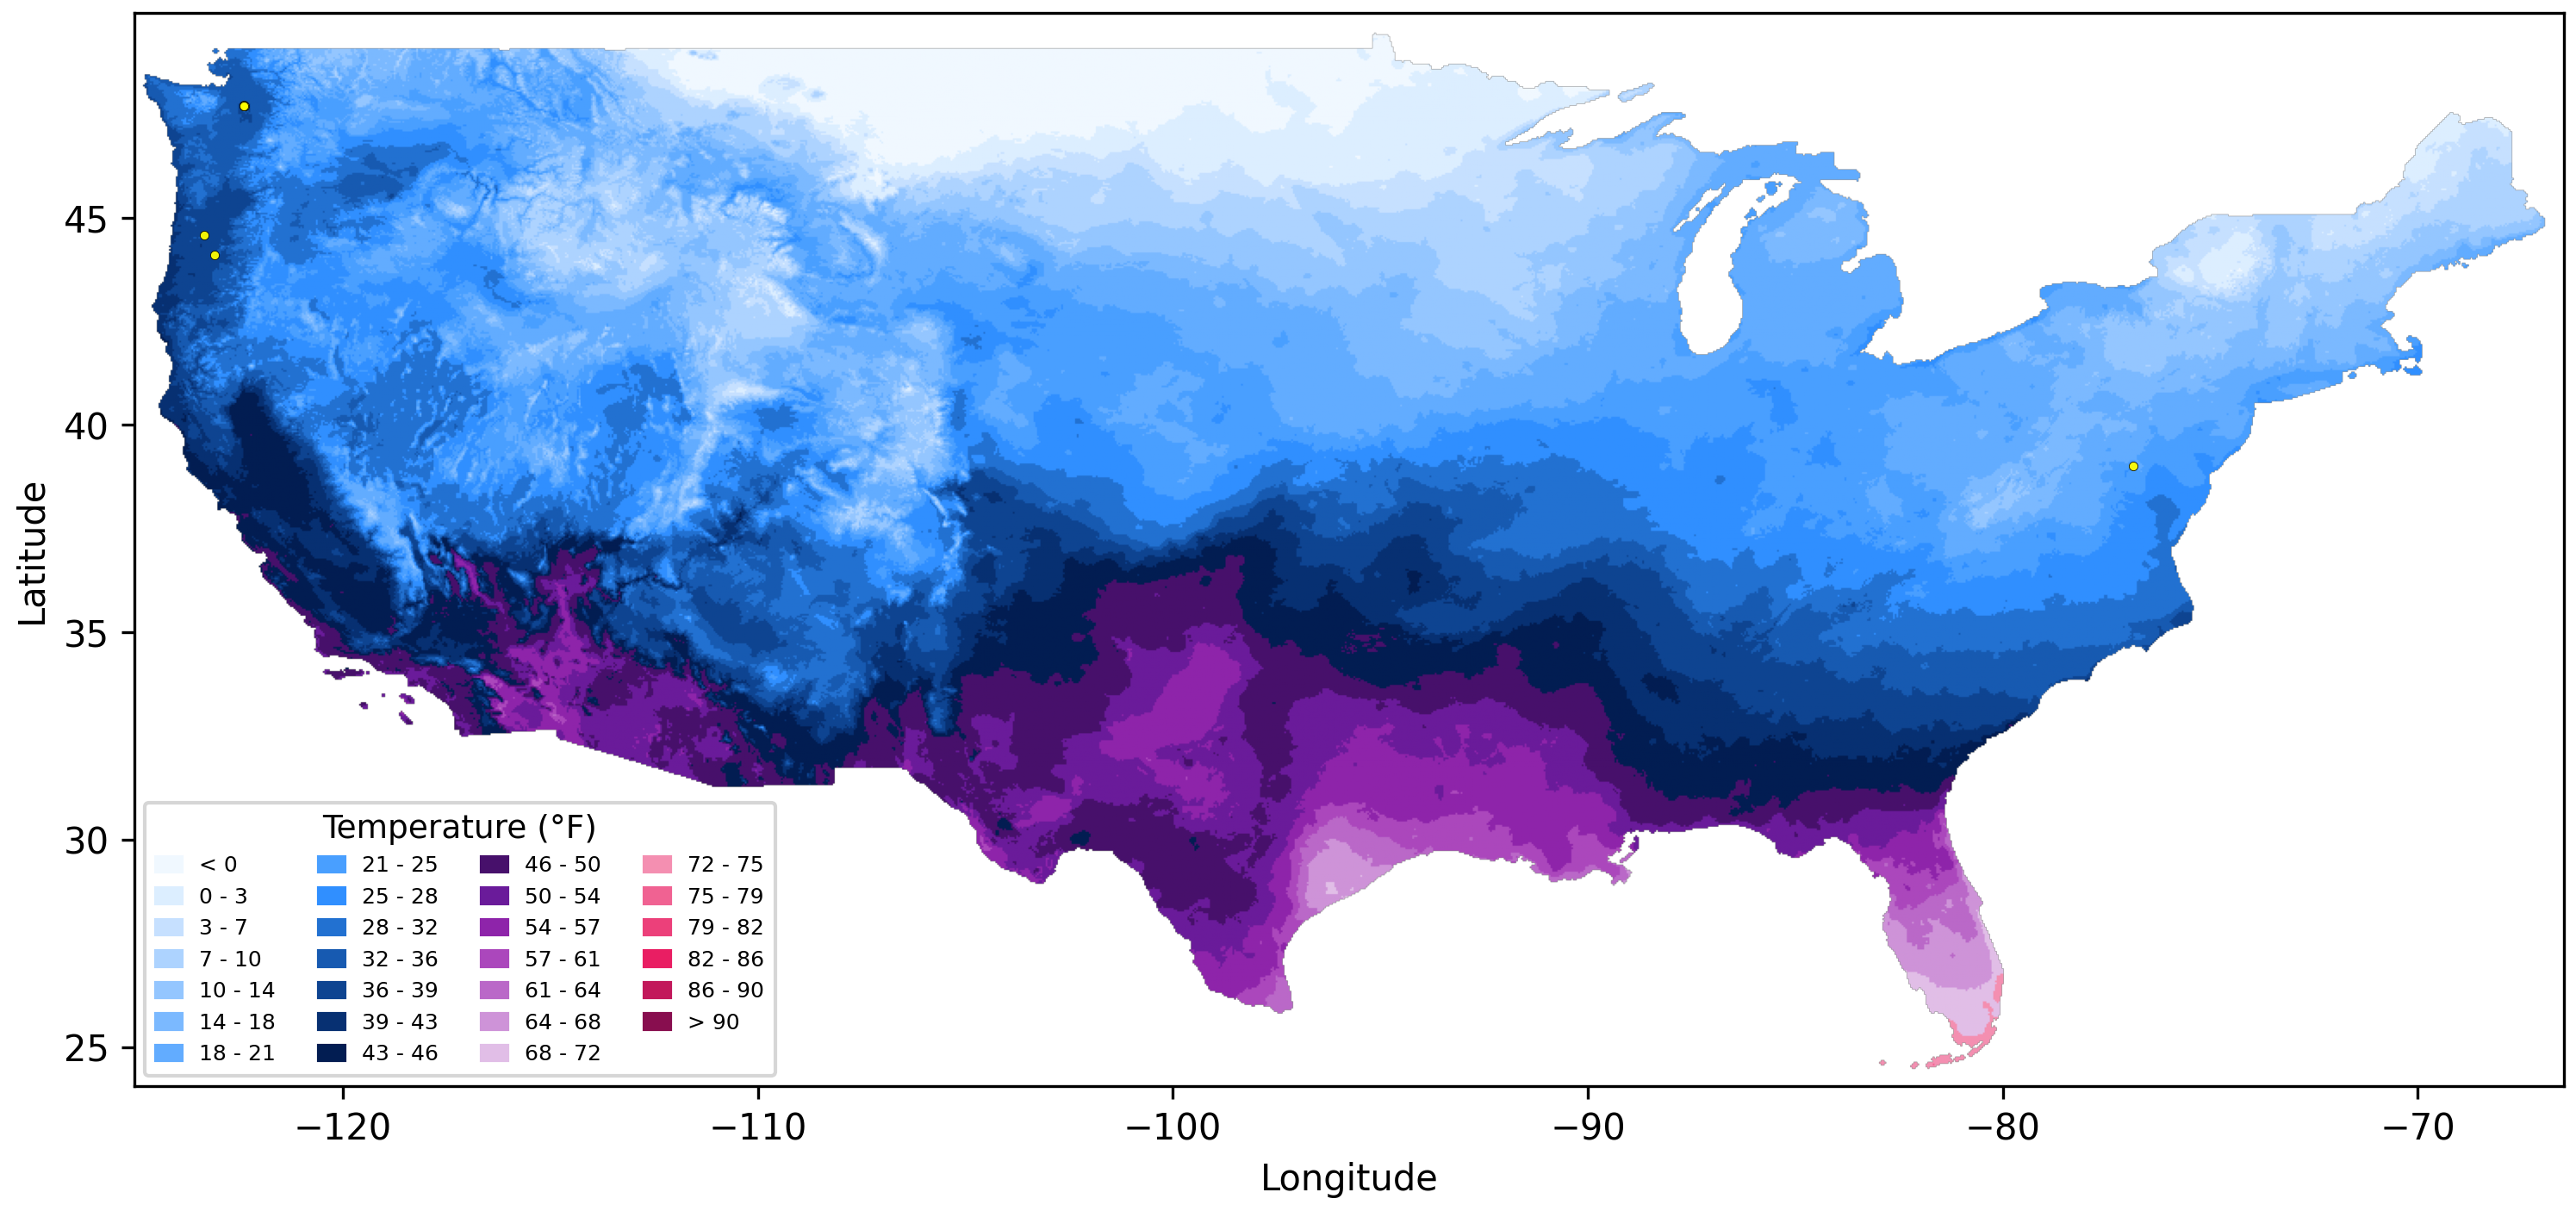 45
40
35
30
25
Latitude
Temperature (°F)
< 0
0 - 3
3 - 7
7 - 10
10 - 14
14 - 18
18 - 21
21 - 25
25 - 28
28 - 32
32 - 36
36 - 39
39 - 43
43 - 46
46 - 50
50 - 54
54 - 57
57 - 61
61 - 64
64 - 68
68 - 72
72 - 75
75 - 79
79 - 82
82 - 86
86 - 90
> 90
−120 −110 −100 −90 −80 −70
Longitude